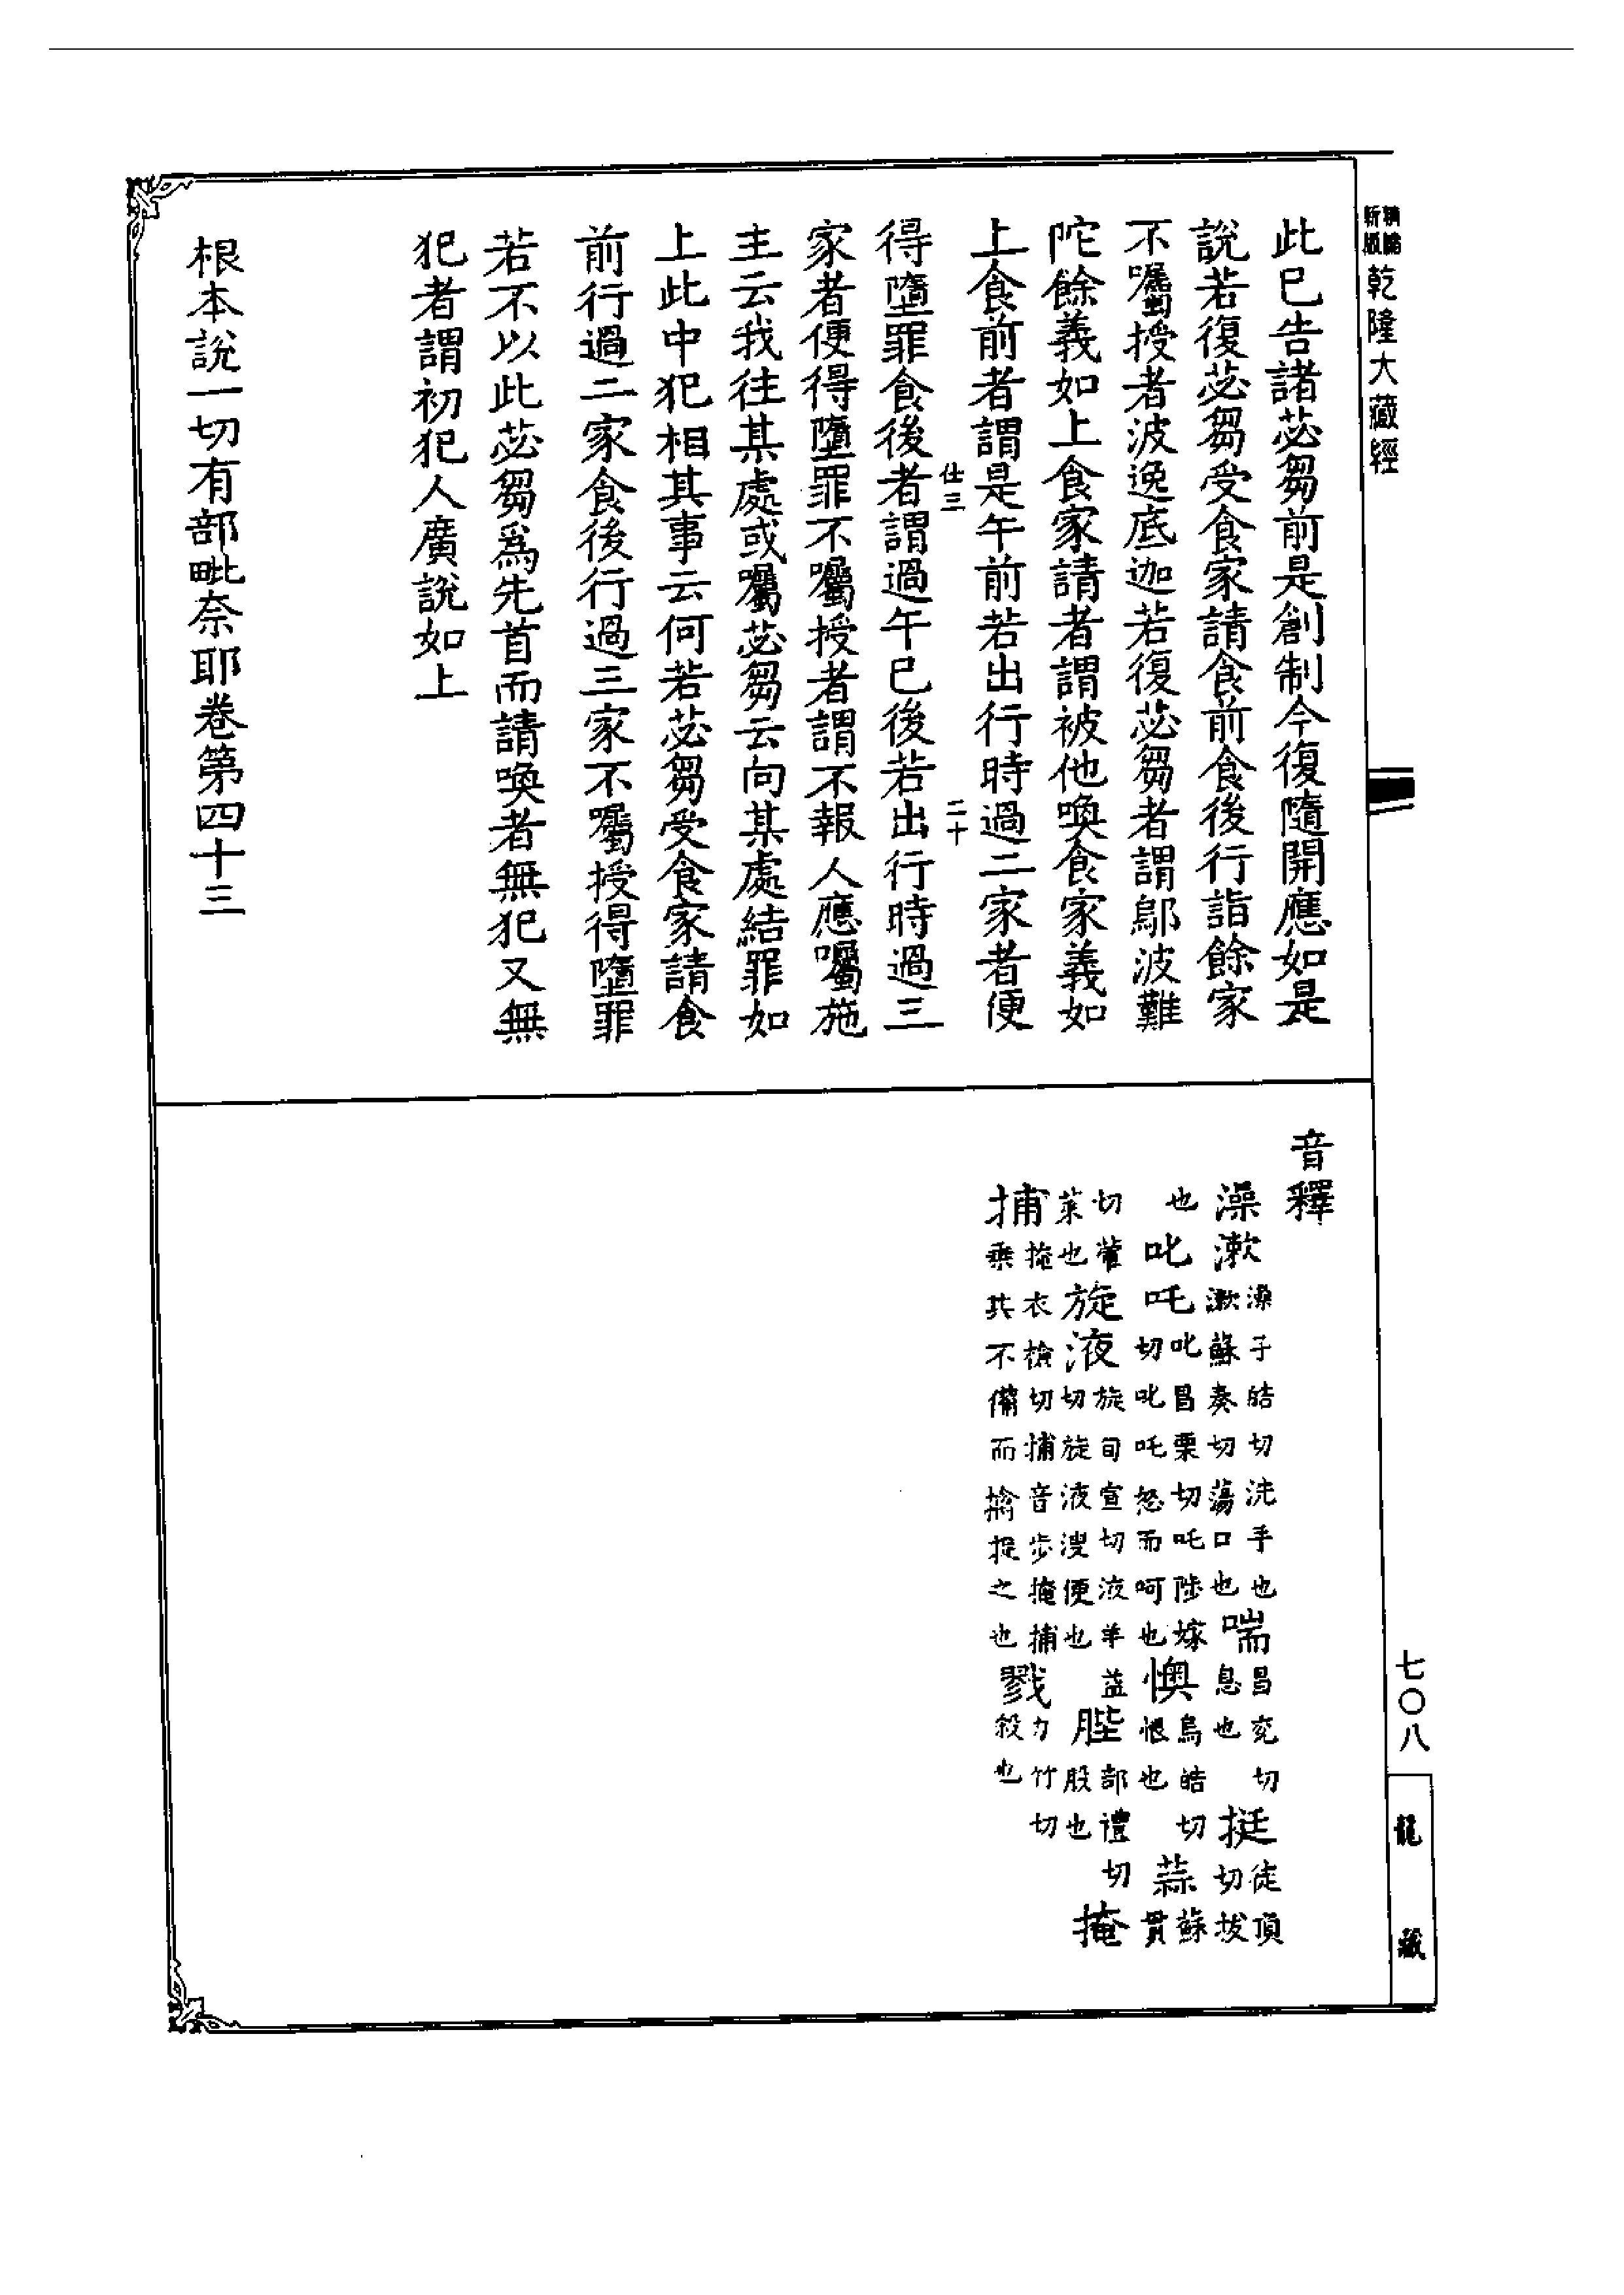 新版
精縮
乾隆大藏經
此已告諸苾芻前是創制今復隨開應如是
說若復苾芻受食家請食前食後行詣餘家
不囑授者波逸底迦若復苾芻者謂鄔波難
陀餘義如上食家請者謂被他喚食家義如
上食前者謂是午前若出行時過二家者便
仕三
二十
得墮罪食後者謂過午已後若出行時過三
家者便得墮罪不囑授者謂不報人應囑施
主云我往某處或囑苾芻云向某處結罪如
上此中犯相其事云何若苾芻受食家請食
前行過二家食後行過三家不囑授得墮罪
若不以此苾芻爲先首而請喚者無犯又無
犯者謂初犯人廣說如上
根本說一切有部毗奈耶卷第四十三
音釋
澡漱澡子皓切洗手也漱蘇奏切蕩口也喘昌兗切息也挺徒頂切拔
也叱吒叱昌栗切吒陟嫁切叱吒怒而呵也懊烏皓切恨也蒜蘇貫
切葷菜也旋液旋旬宣切液羊益切旋液溲便也䏶部禮切股也掩
捕掩衣檢切捕音步掩捕乘其不備而擒捉之也戮力竹切殺也
七〇八
龍藏